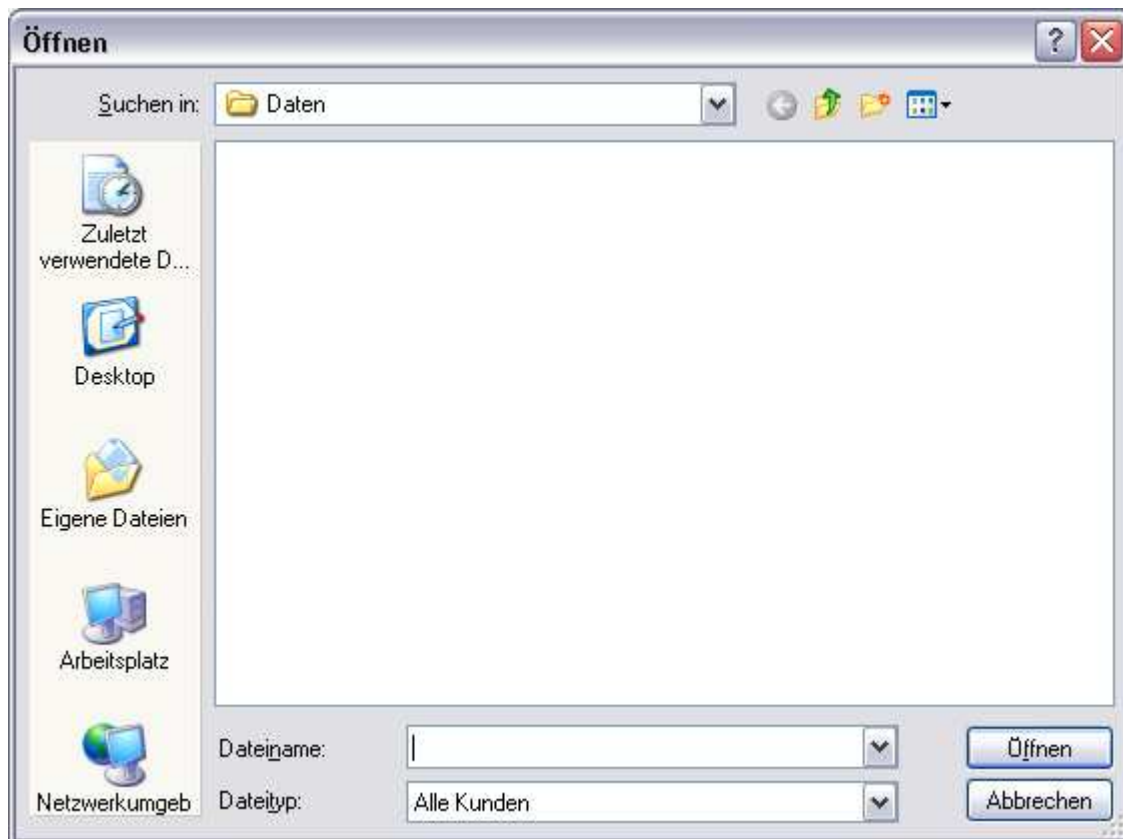 Öffnen
Suchen in:
Daten
Zuletzt
verwendete D...
Desktop
Eigene Dateien
Arbeitsplatz
Netzwerkumgeb
Dateiname:
Öffnen
Dateityp:
Alle Kunden
Abbrechen